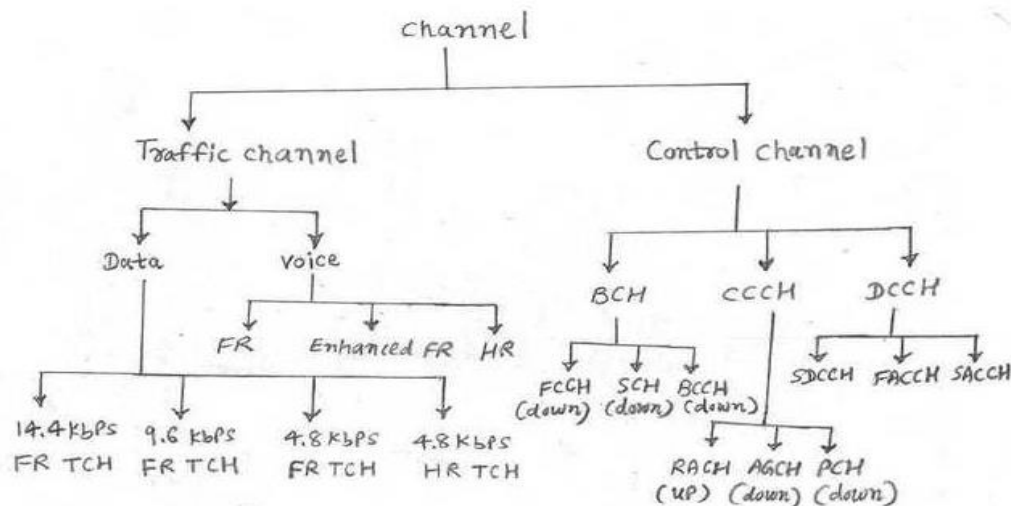 channel
Traffic channel
Control channel
Data
voice
BCH
CCCH
DCCH
FR
Enhanced FR
HR
FCCH
(down)
SCH
(down)
BCCH
(down)
SDCCH
FACCH
SACCH
14.4 kbps
FR TCH
9.6 kbps
FR TCH
4.8 kbps
FR TCH
4.8 kbps
HR TCH
RACH
(UP)
AGCH
(down)
PCH
(down)